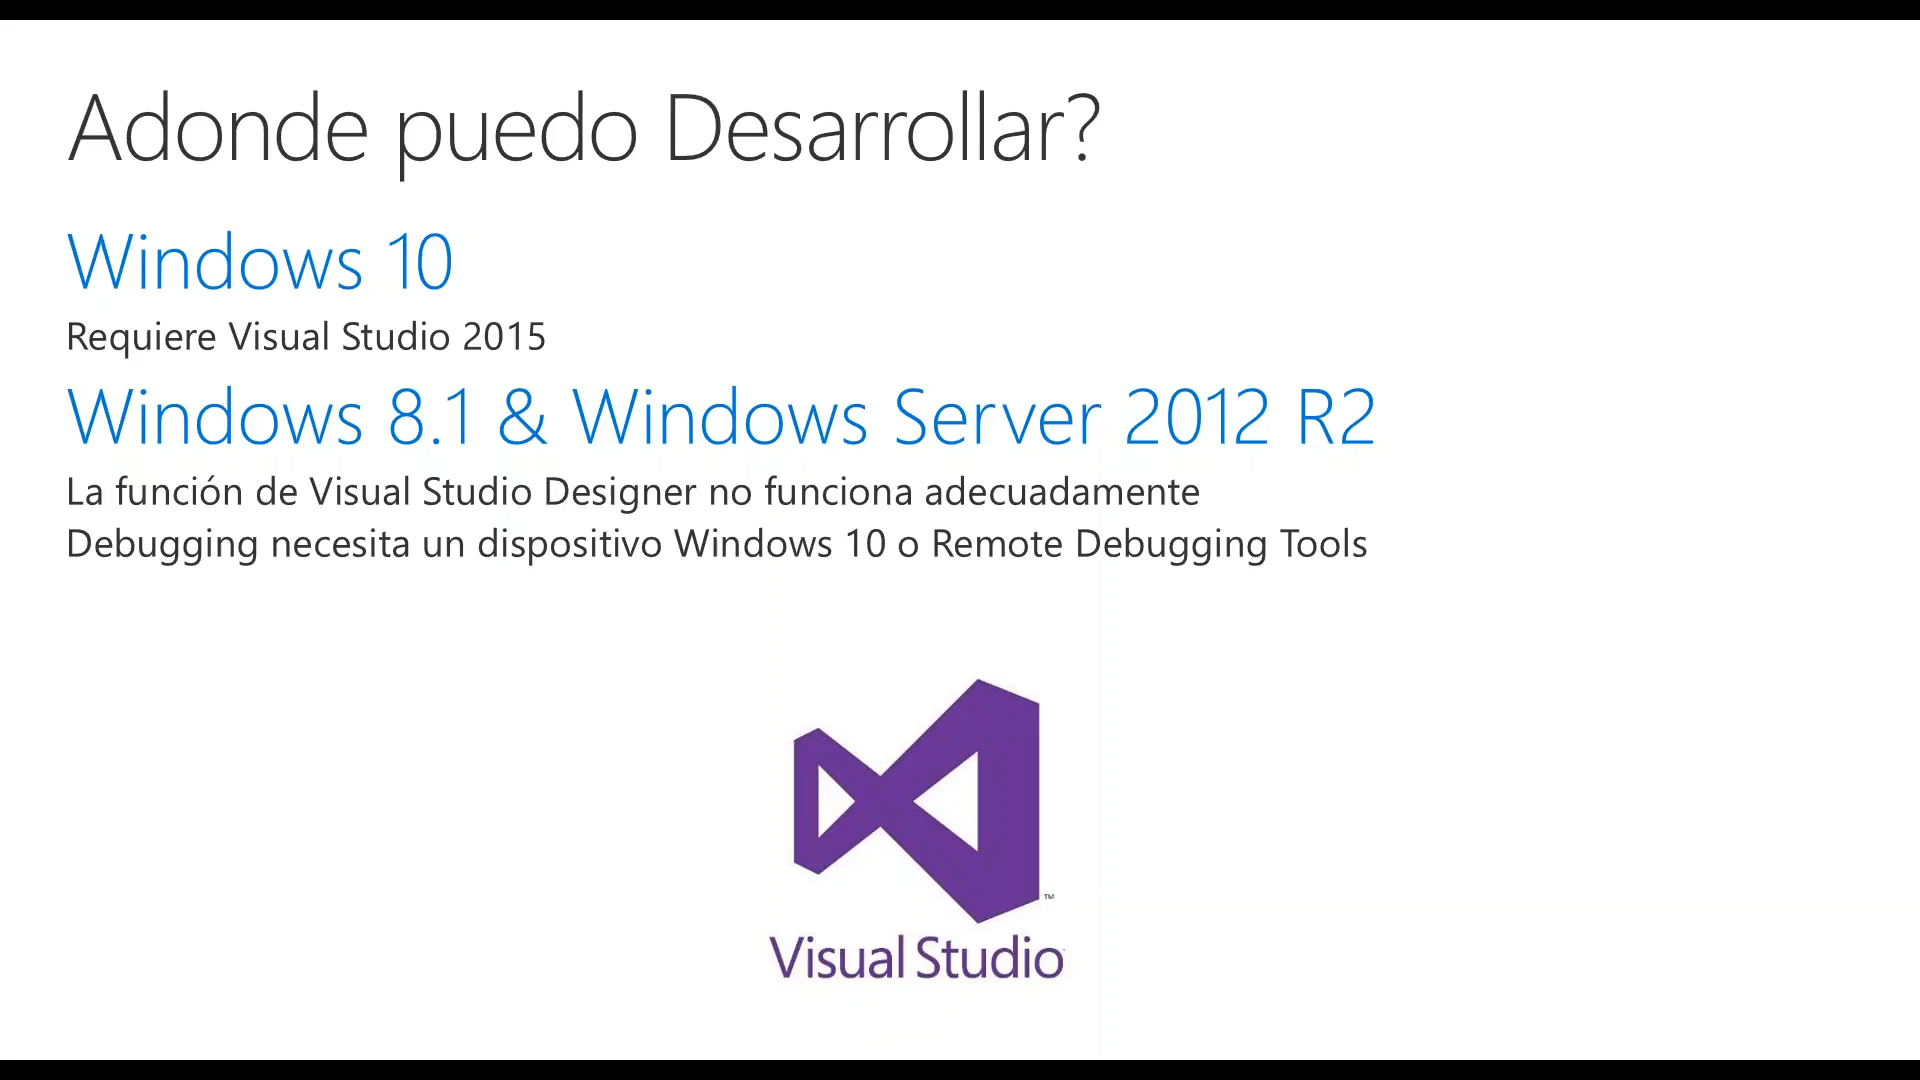 Adonde puedo Desarrollar?
Windows 10
Requiere Visual Studio 2015
Windows 8.1 & Windows Server 2012 R2
La función de Visual Studio Designer no funciona adecuadamente
Debugging necesita un dispositivo Windows 10 o Remote Debugging Tools
™
Visual Studio